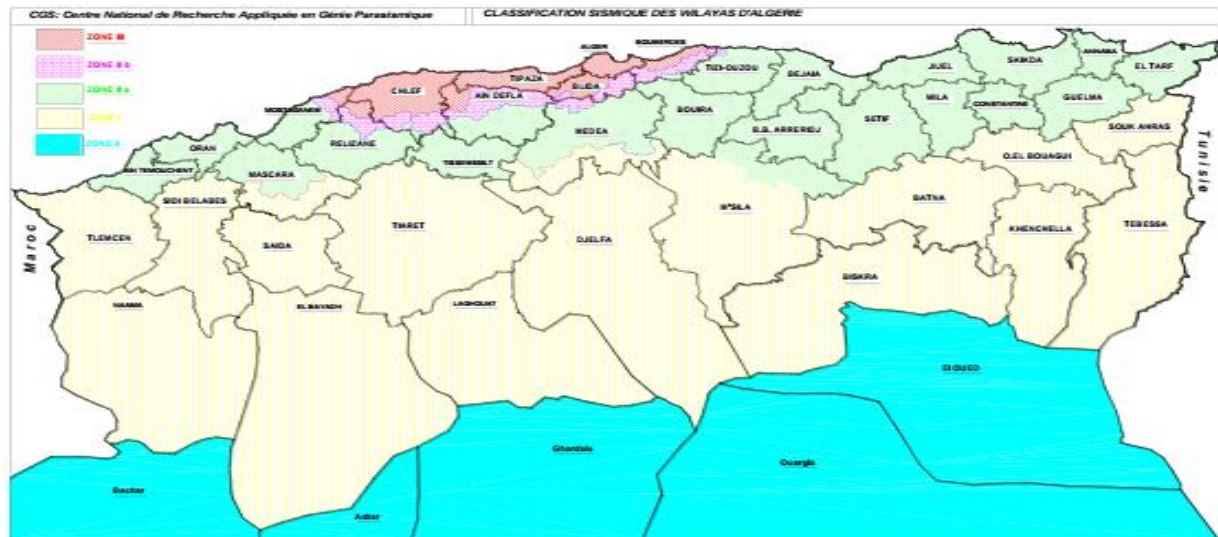 CGS: Centre National de Recherche Appliquée en Génie Parasismique
CLASSIFICATION SISMIQUE DES WILAYAS D'ALGERIE
ZONE III
ZONE II b
ZONE II a
ZONE I
ZONE 0
ALGER
BOUMERDES
TIPAZA
CHLEF
BLIDA
AIN DEFLA
TIZI-OUZOU
BEJAIA
JIJEL
SKIKDA
ANNABA
EL TARF
MOSTAGANEM
BOUIRA
MILA
CONSTANTINE
GUELMA
SETIF
B.B. ARRERIDJ
SOUK AHRAS
ORAN
RELIZANE
MEDEA
TISSEMSILT
AIN TEMOUCHENT
MASCARA
O.EL BOUAGUI
SIDI BELABES
M'SILA
BATNA
TLEMCEN
SAIDA
TIARET
DJELFA
KHENCHELLA
TEBESSA
BISKRA
NAAMA
EL BAYADH
LAGHOUAT
Maroc
Tunisie
El OUED
Ghardaia
Ouargla
Bechar
Adrar